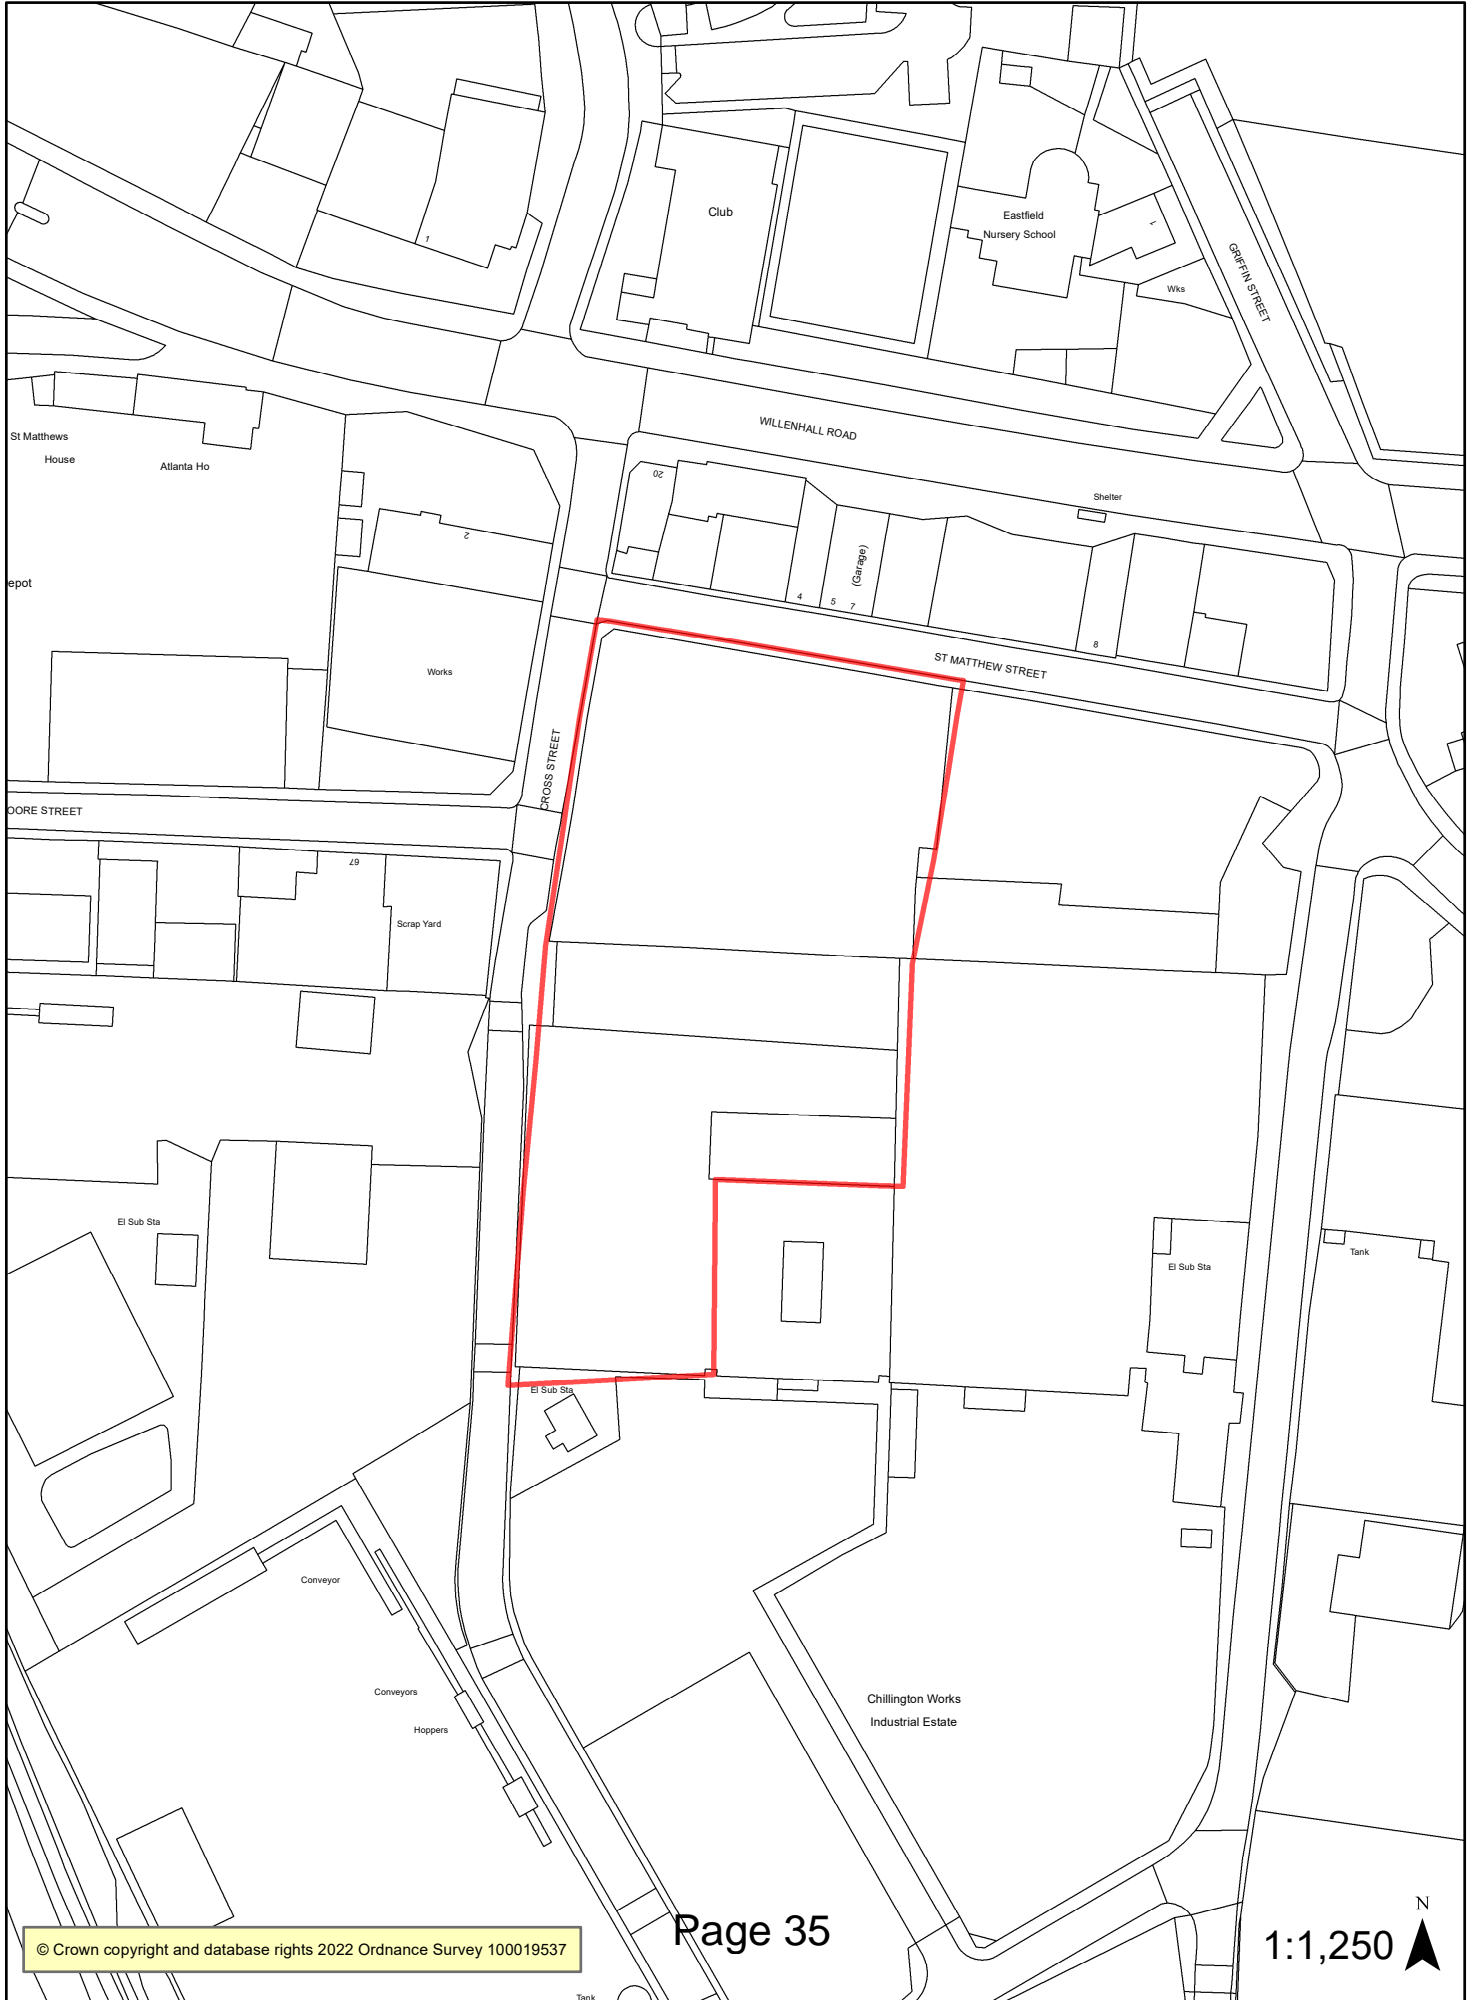 Club
Eastfield
Nursery School
1
1
Wks
GRIFFIN STREET
WILLENHALL ROAD
St Matthews
House
Atlanta Ho
20
Shelter
2
(Garage)
epot
4
5
7
8
ST MATTHEW STREET
Works
CROSS STREET
OORE STREET
67
Scrap Yard
El Sub Sta
El Sub Sta
Tank
El Sub Sta
Conveyor
Conveyors
Hoppers
Chillington Works
Industrial Estate
N
Page 35
1:1,250
© Crown copyright and database rights 2022 Ordnance Survey 100019537
Tank